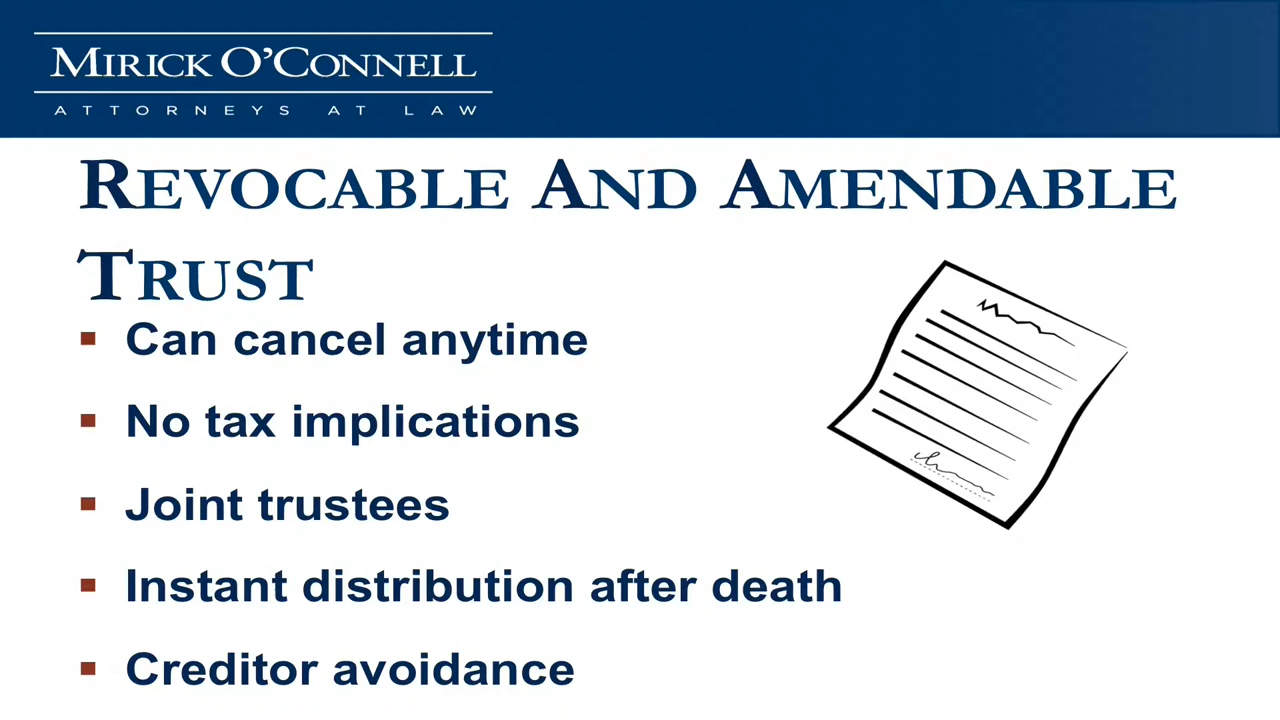 MIRICK O'CONNELL
ATTORNEYS AT LAW
REVOCABLE AND AMENDABLE
TRUST
▪ Can cancel anytime
▪ No tax implications
▪ Joint trustees
▪ Instant distribution after death
▪ Creditor avoidance